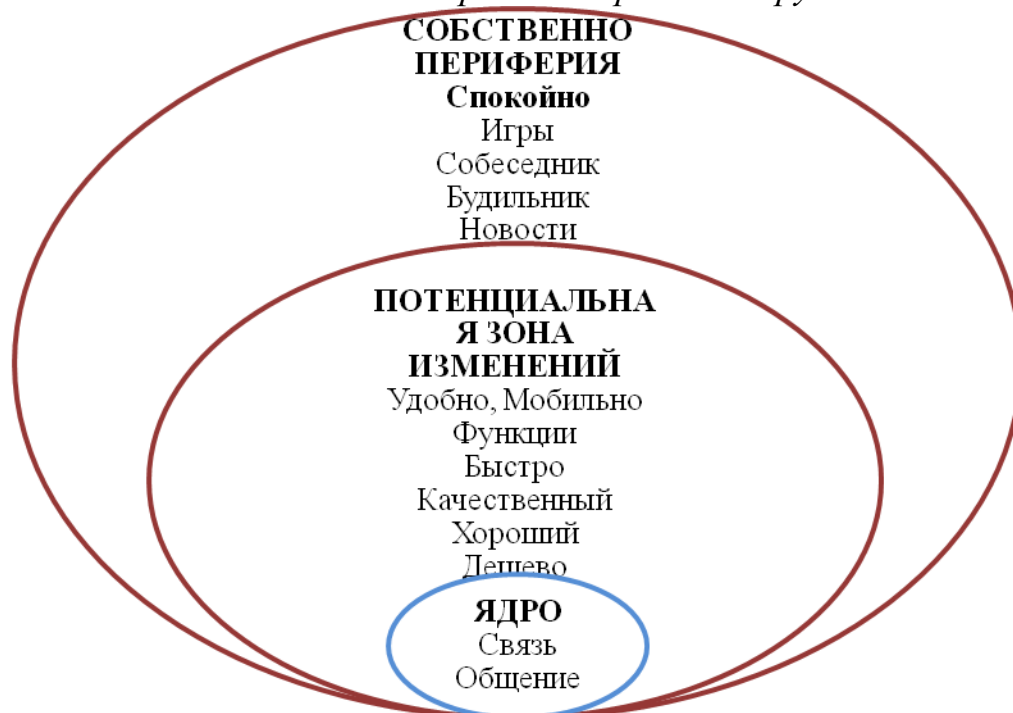 СОБСТВЕННО
ПЕРИФЕРИЯ
Спокойно
Игры
Собеседник
Будильник
Новости
ПОТЕНЦИАЛЬНА
Я ЗОНА
ИЗМЕНЕНИЙ
Удобно, Мобильно
Функции
Быстро
Качественный
Хороший
Дешево
ЯДРО
Связь
Общение